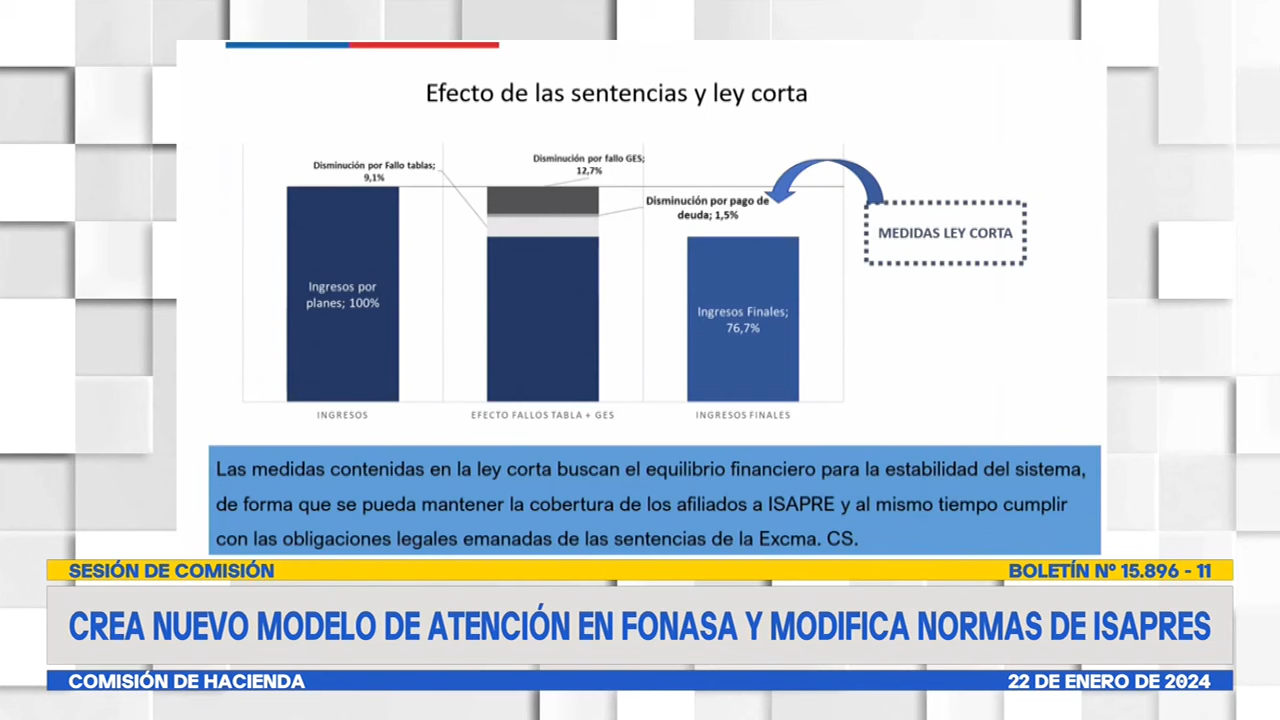 Efecto de las sentencias y ley corta
Disminución por Fallo tablas;
9,1%
Disminución por fallo GES;
12,7%
Disminución por pago de
deuda; 1,5%
MEDIDAS LEY CORTA
Ingresos por
planes; 100%
Ingresos Finales;
76,7%
INGRESOS
EFECTO FALLOS TABLA + GES
INGRESOS FINALES
Las medidas contenidas en la ley corta buscan el equilibrio financiero para la estabilidad del sistema,
de forma que se pueda mantener la cobertura de los afiliados a ISAPRE y al mismo tiempo cumplir
con las obligaciones legales emanadas de las sentencias de la Excma. CS.
SESIÓN DE COMISIÓN
BOLETÍN N° 15.896 - 11
CREA NUEVO MODELO DE ATENCIÓN EN FONASA Y MODIFICA NORMAS DE ISAPRES
COMISIÓN DE HACIENDA
22 DE ENERO DE 2024